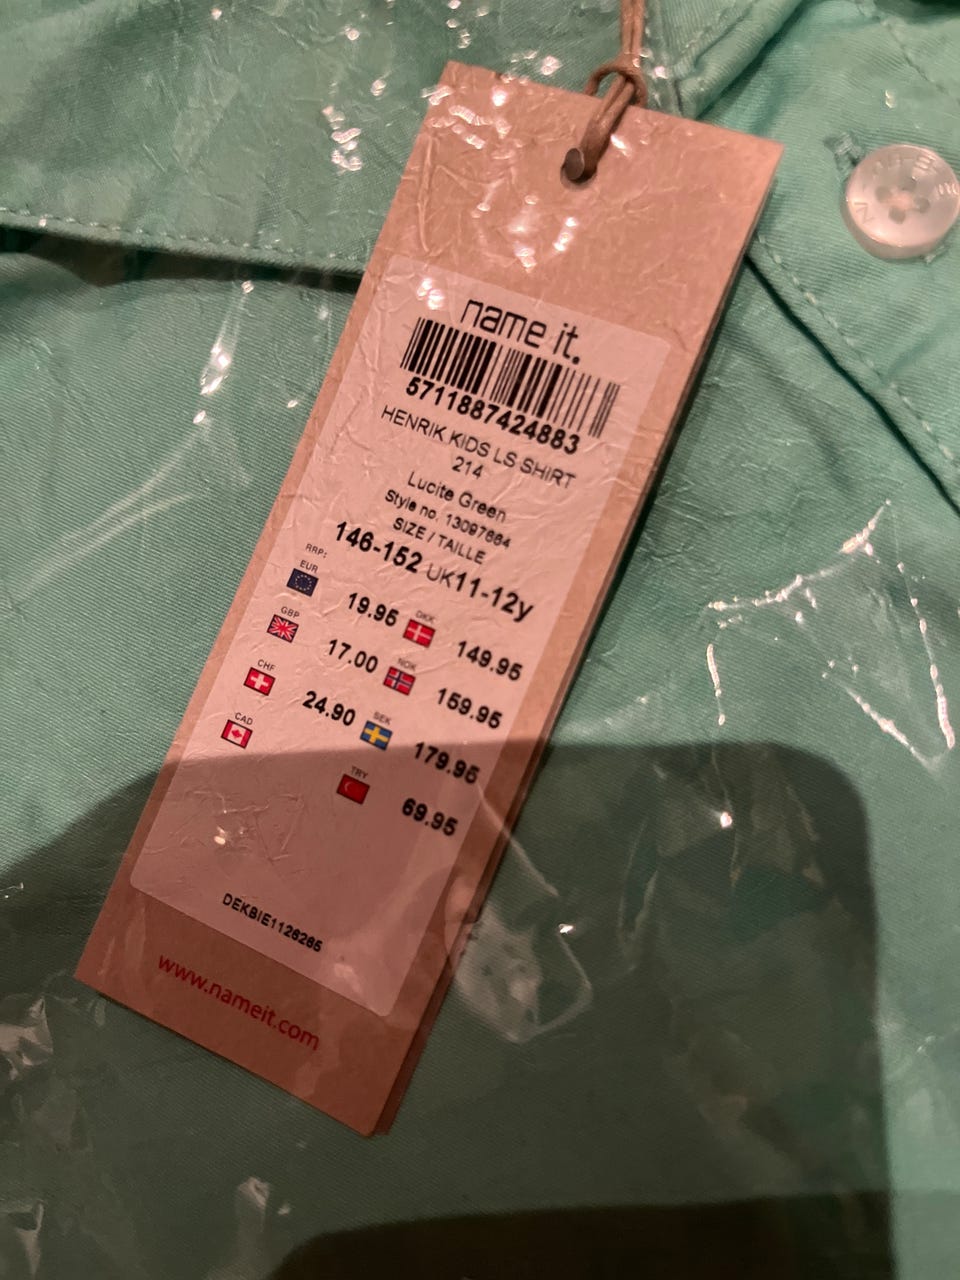 name it.
5711887424883
HENRIK KIDS LS SHIRT
214
Lucite Green
Style no. 13097664
SIZE / TAILLE
146-152 UK11-12y
RRP:
EUR 19.95 DKK 149.95
GBP 17.00 NOK 159.95
CHF 24.90 SEK 179.95
CAD TRY 69.95
DEKBIE1126285
www.nameit.com